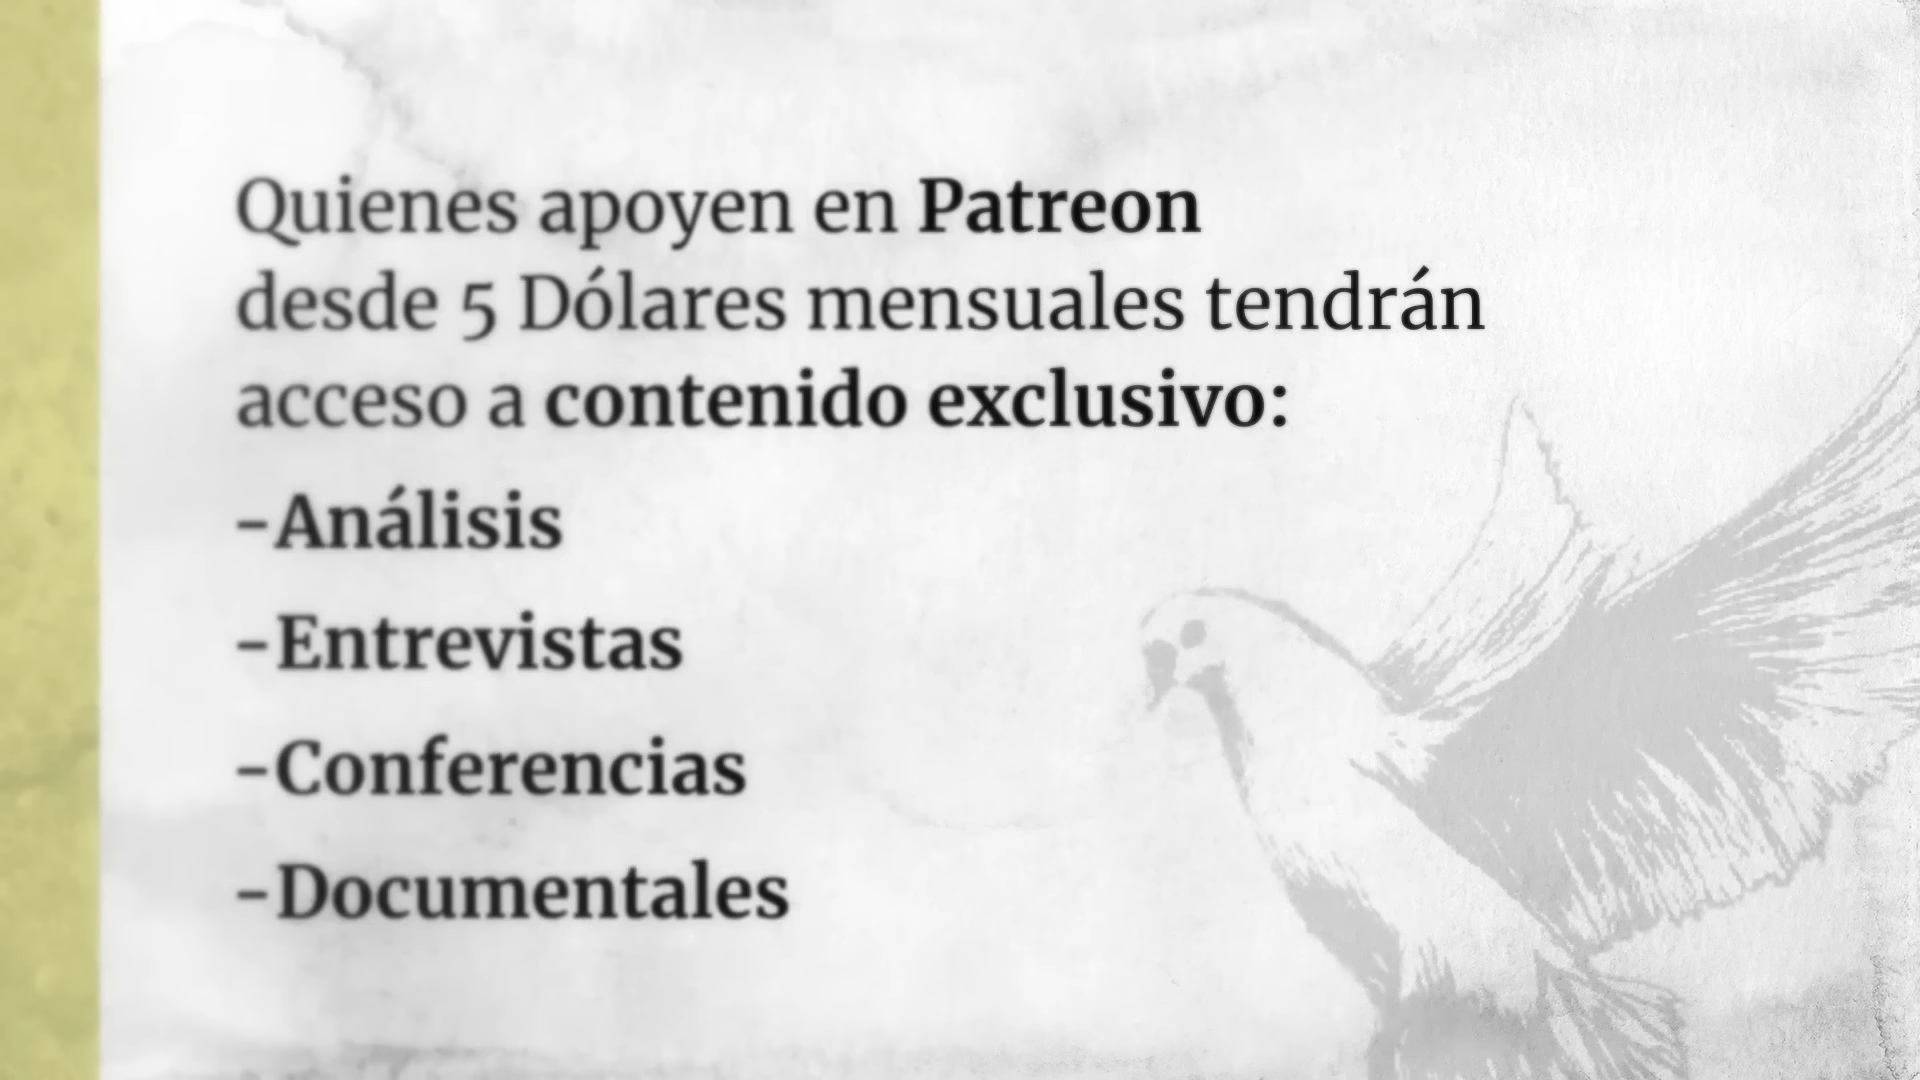 Quienes apoyen en Patreon
desde 5 Dólares mensuales tendrán
acceso a contenido exclusivo:
-Análisis
-Entrevistas
-Conferencias
-Documentales